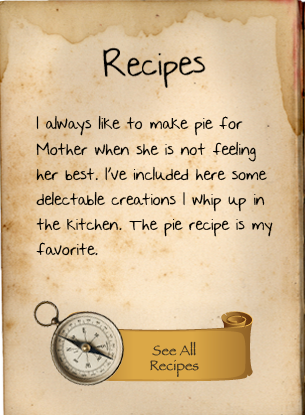 Recipes
I always like to make pie for
Mother when she is not feeling
her best. I've included here some
delectable creations I whip up in
the kitchen. The pie recipe is my
favorite.
See All
Recipes